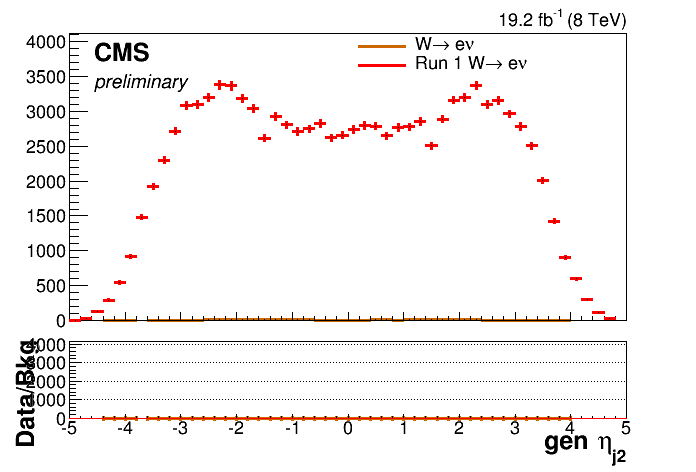 19.2 fb-1 (8 TeV)
CMS
preliminary
W→ eν
Run 1 W→ eν
4000
3500
3000
2500
2000
1500
1000
500
0
Data/Bkg
4000
3000
2000
1000
0
-5 -4 -3 -2 -1 0 1 2 3 4 5
gen ηj2